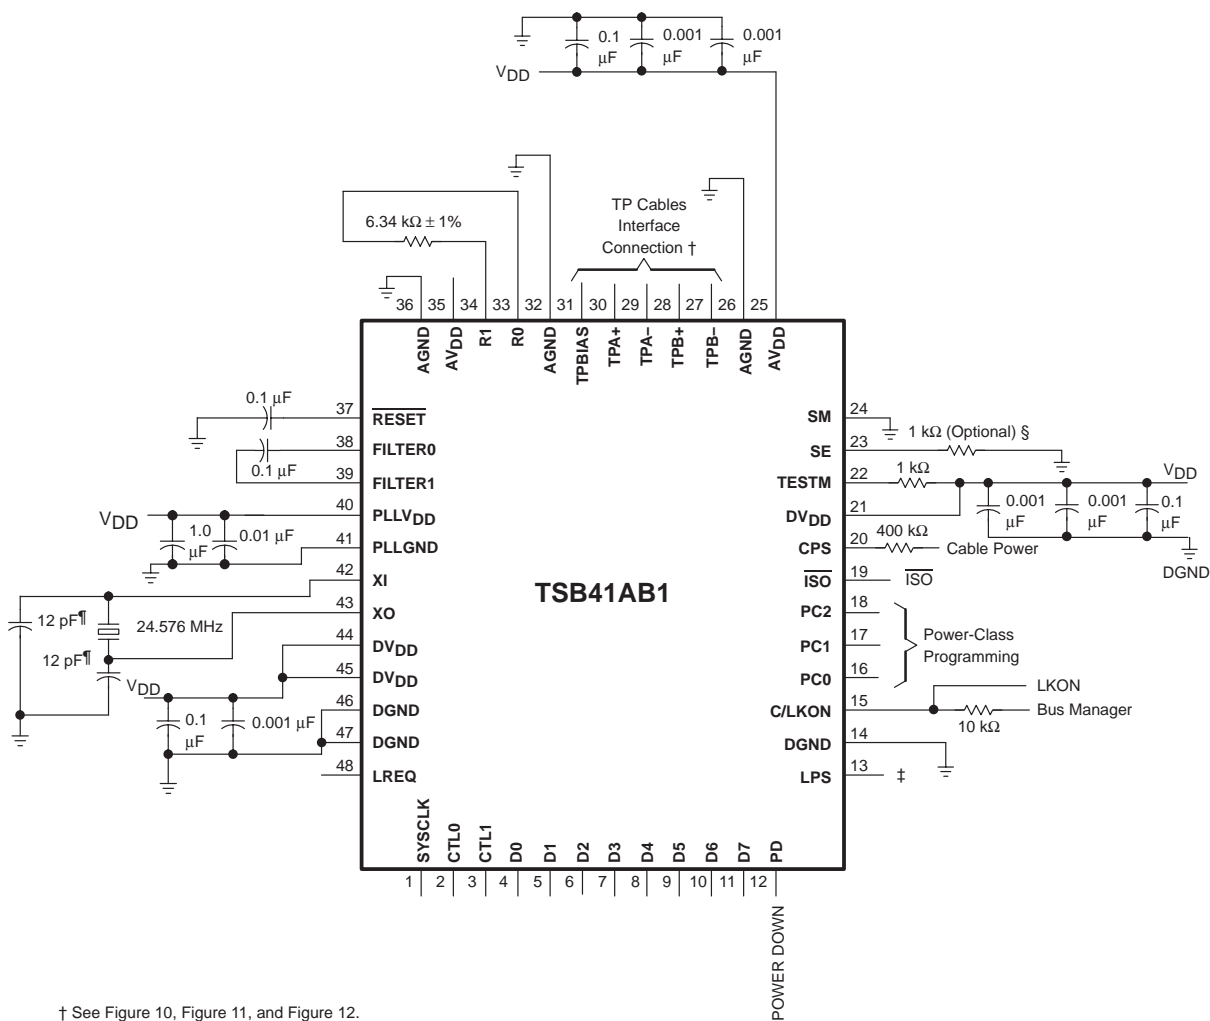 0.1
μF
0.001
μF
0.001
μF
VDD
6.34 kΩ ± 1%
TP Cables
Interface
Connection †
36 35 34 33 32 31 30 29 28 27 26 25
AGND
AVDD
R1
R0
AGND
TPBIAS
TPA+
TPA−
TPB+
TPB−
AGND
AVDD
0.1 μF
37 RESET
38 FILTER0
0.1 μF
39 FILTER1
VDD
40 PLLVDD
1.0
μF
0.01 μF
41 PLLGND
42 XI
12 pF¶
24.576 MHz
43 XO
12 pF¶
44 DVDD
VDD
45 DVDD
46 DGND
0.1
μF
0.001 μF
47 DGND
48 LREQ
TSB41AB1
SM 24
SE 23 1 kΩ (Optional) §
TESTM 22 1 kΩ
VDD
DVDD 21
0.001
μF
0.001
μF
0.1
μF
CPS 20 400 kΩ Cable Power
DGND
ISO 19 ISO
PC2 18
PC1 17
PC0 16
Power-Class
Programming
LKON
C/LKON 15
10 kΩ
Bus Manager
DGND 14
LPS 13 ‡
SYSCLK
CTL0
CTL1
D0
D1
D2
D3
D4
D5
D6
D7
PD
1 2 3 4 5 6 7 8 9 10 11 12
POWER DOWN
† See Figure 10, Figure 11, and Figure 12.